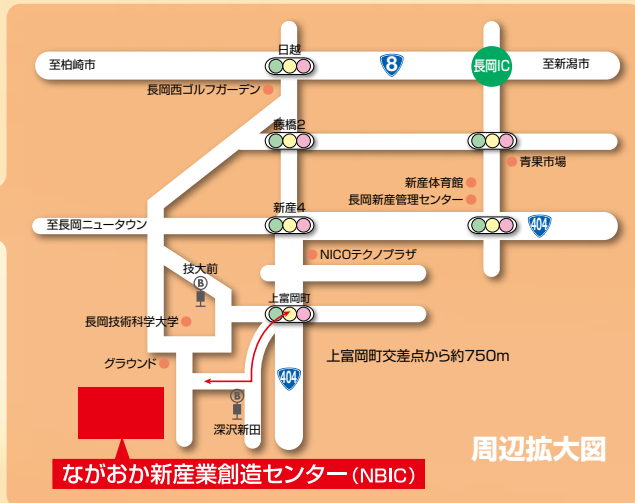 日越
至柏崎市
8
長岡IC
至新潟市
長岡西ゴルフガーデン
藤橋2
青果市場
新産体育館
長岡新産管理センター
新産4
至長岡ニュータウン
404
NICOテクノプラザ
技大前
B
上富岡町
長岡技術科学大学
上富岡町交差点から約750m
グラウンド
404
B
深沢新田
周辺拡大図
ながおか新産業創造センター(NBIC)